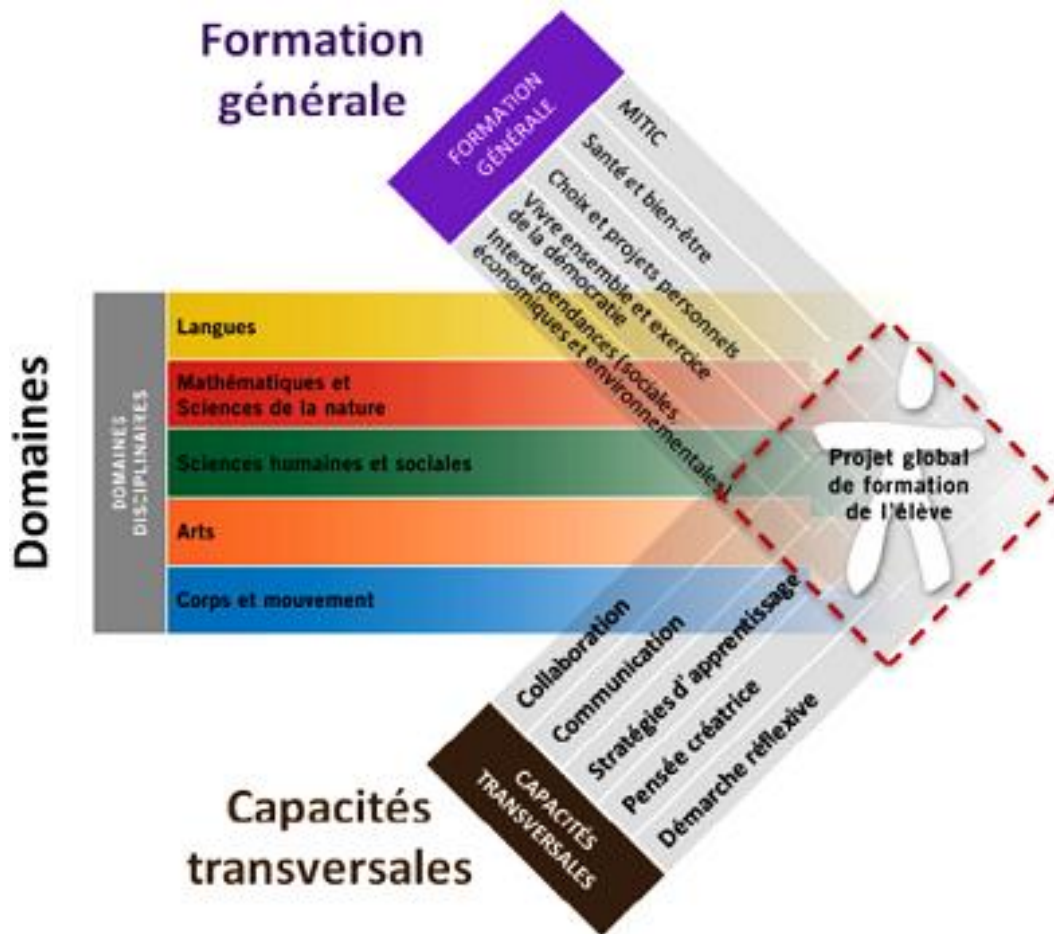 Formation
générale
FORMATION
GÉNÉRALE
MITIC
Santé et bien-être
Choix et projets personnels
Vivre ensemble et exercice
de la démocratie
Interdépendances (sociales,
économiques et environnementales)
Domaines
DOMAINES
DISCIPLINAIRES
Langues
Mathématiques et
Sciences de la nature
Sciences humaines et sociales
Arts
Corps et mouvement
Projet global
de formation
de l'élève
Collaboration
Communication
Stratégies d'apprentissage
Pensée créatrice
Démarche réflexive
CAPACITÉS
TRANSVERSALES
Capacités
transversales